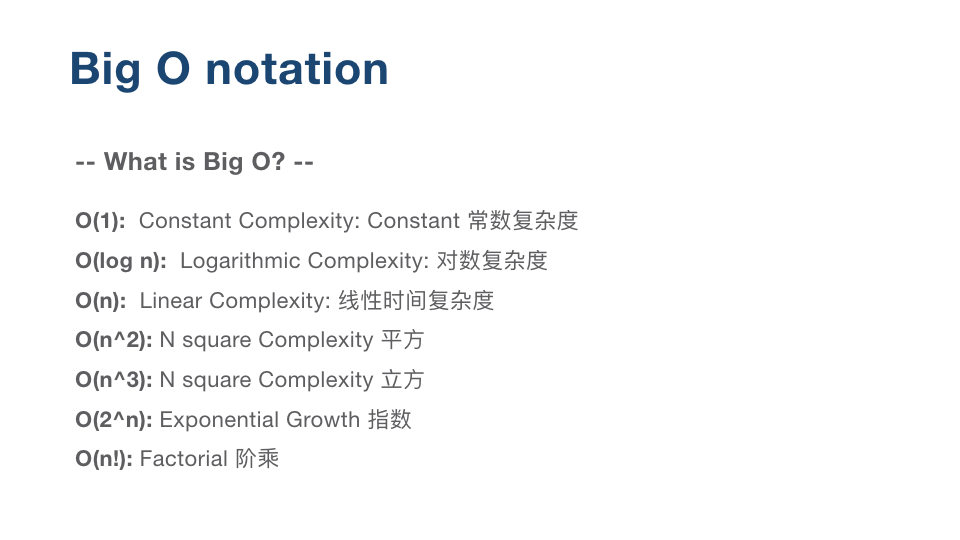 Big O notation
-- What is Big O? --
O(1):  Constant Complexity: Constant 常数复杂度
O(log n):  Logarithmic Complexity: 对数复杂度
O(n):  Linear Complexity: 线性时间复杂度
O(n^2): N square Complexity 平方
O(n^3): N square Complexity 立方
O(2^n): Exponential Growth 指数
O(n!): Factorial 阶乘